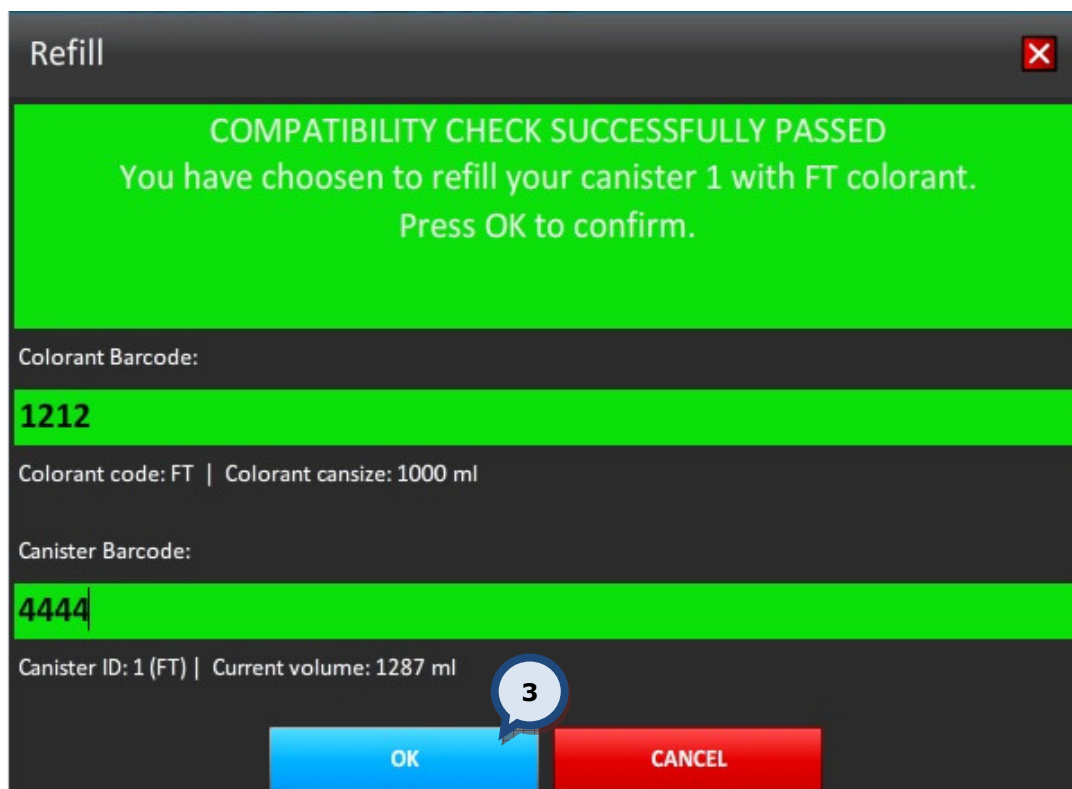 Refill
COMPATIBILITY CHECK SUCCESSFULLY PASSED
You have choosen to refill your canister 1 with FT colorant.
Press OK to confirm.
Colorant Barcode:
1212
Colorant code: FT | Colorant cansize: 1000 ml
Canister Barcode:
4444
Canister ID: 1 (FT) | Current volume: 1287 ml
3
OK CANCEL